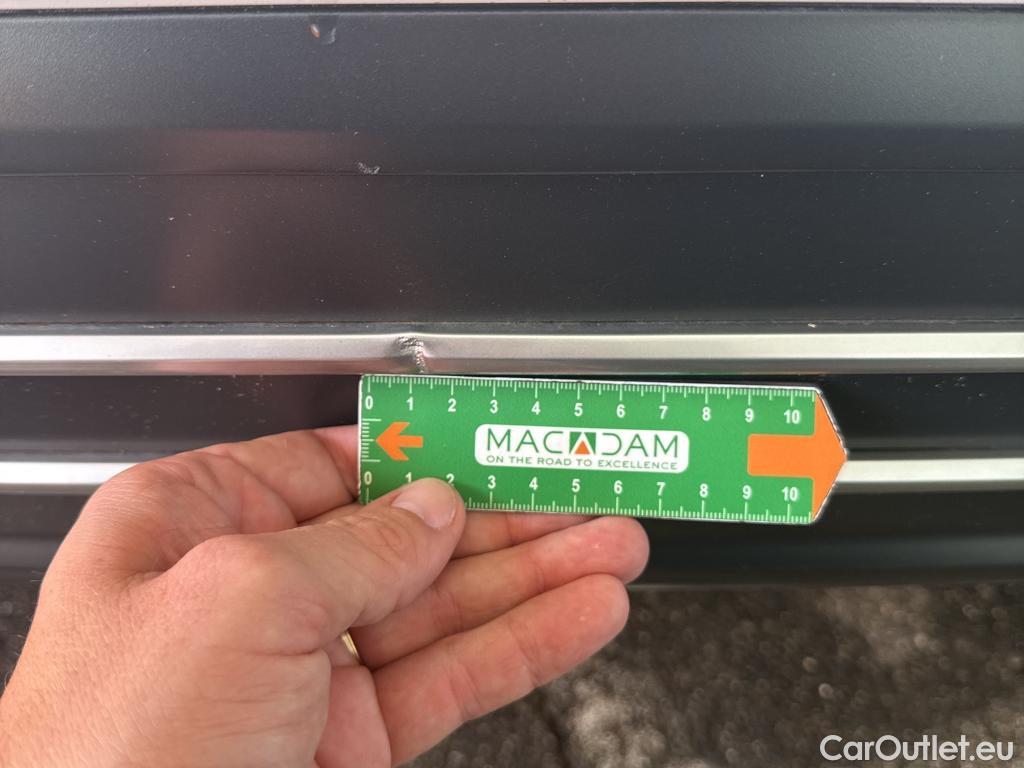 0 1 2 3 4 5 6 7 8 9 10
MACADAM
ON THE ROAD TO EXCELLENCE
0 1 2 3 4 5 6 7 8 9 10
CarOutlet.eu